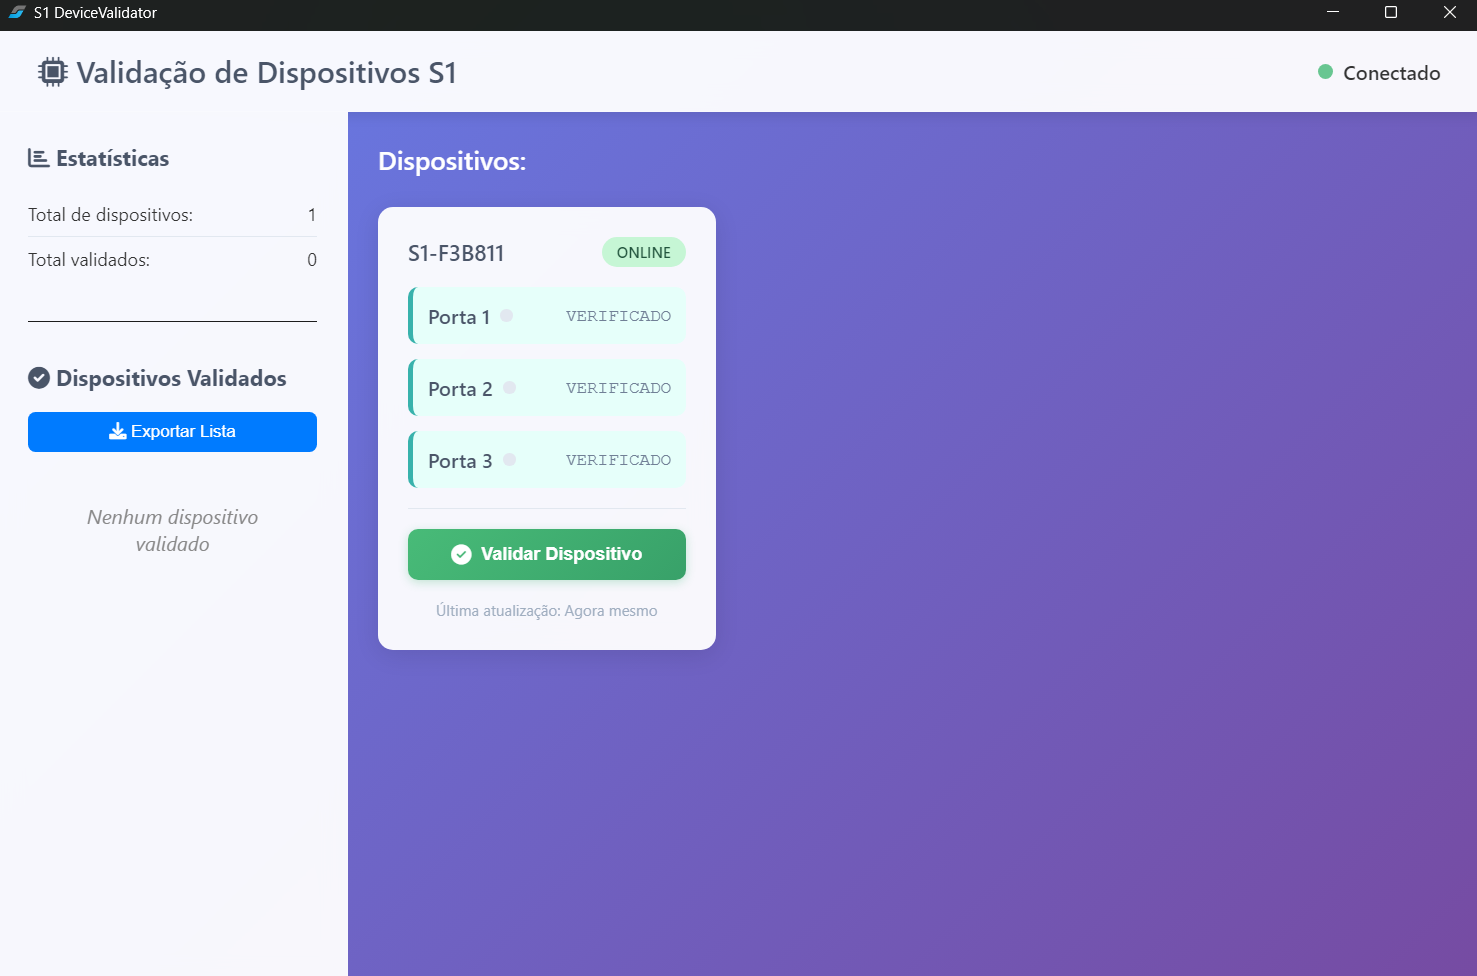 S1 DeviceValidator
Validação de Dispositivos S1
Conectado
Estatísticas
Total de dispositivos: 1
Total validados: 0
Dispositivos Validados
Exportar Lista
Nenhum dispositivo
validado
Dispositivos:
S1-F3B811 ONLINE
Porta 1 VERIFICADO
Porta 2 VERIFICADO
Porta 3 VERIFICADO
Validar Dispositivo
Última atualização: Agora mesmo